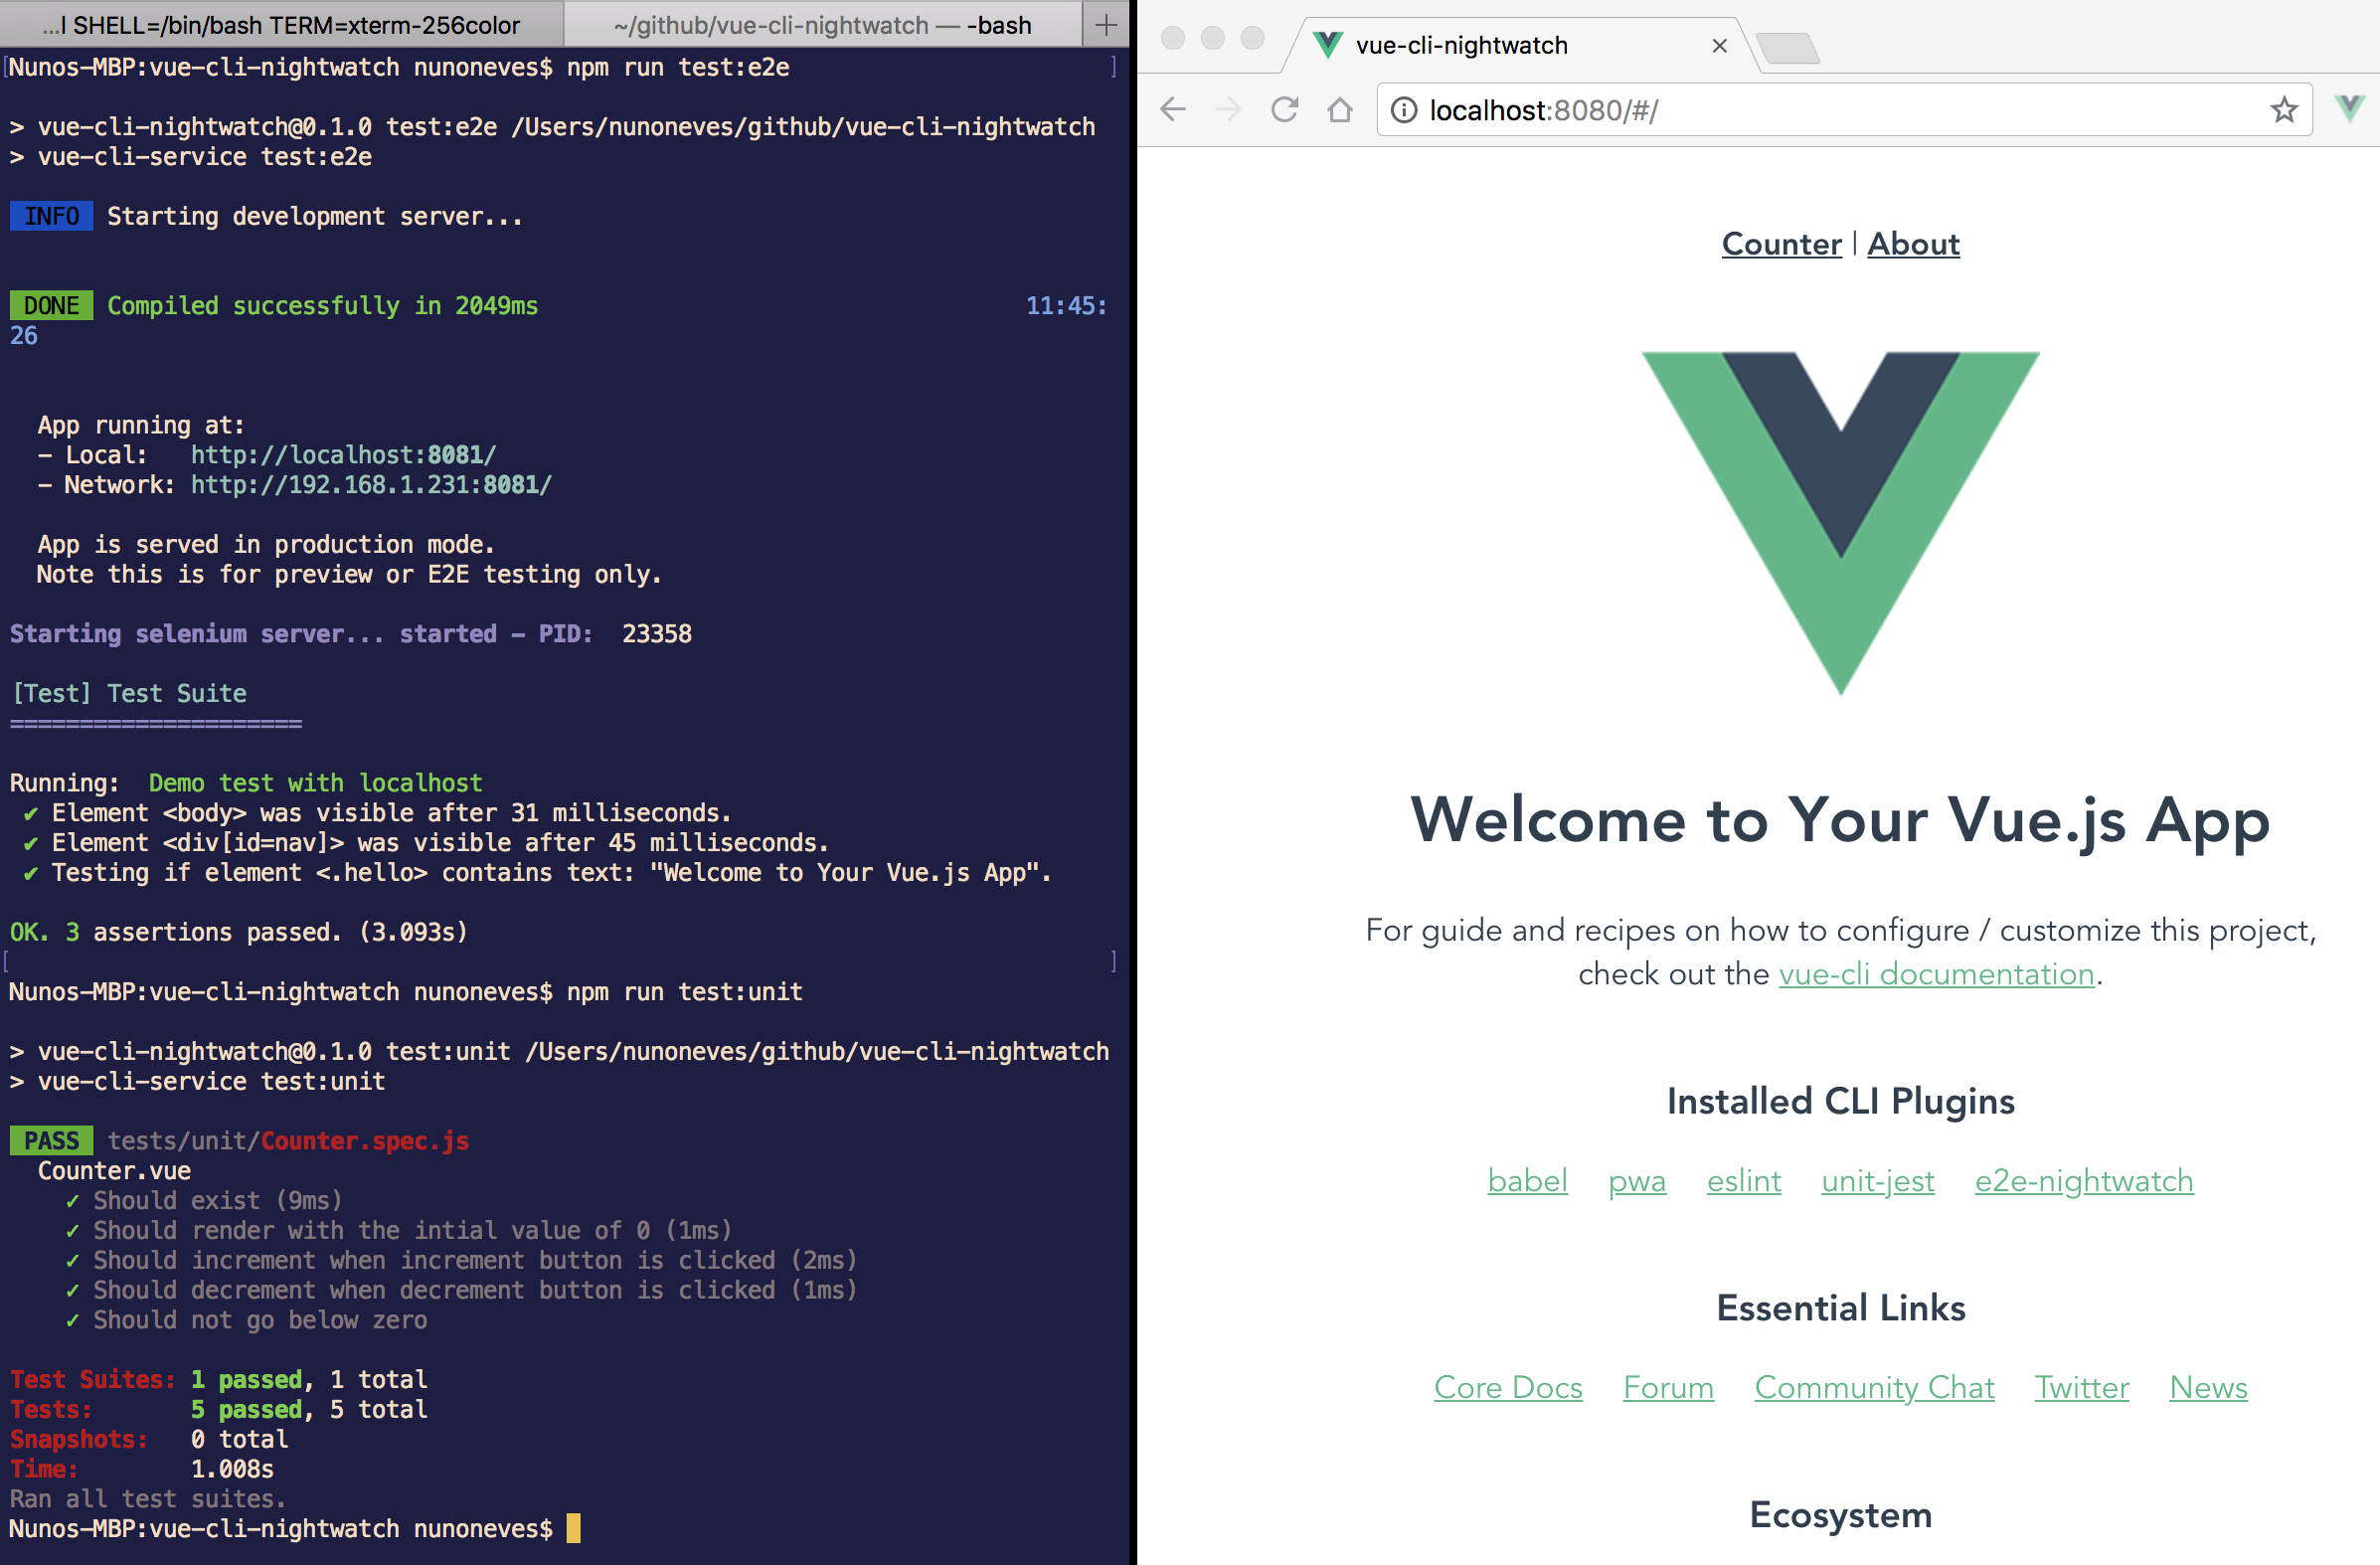 ...l SHELL=/bin/bash TERM=xterm-256color
~/github/vue-cli-nightwatch — -bash
[Nunos-MBP:vue-cli-nightwatch nunoneves$ npm run test:e2e ]
> vue-cli-nightwatch@0.1.0 test:e2e /Users/nunoneves/github/vue-cli-nightwatch
> vue-cli-service test:e2e
INFO Starting development server...
DONE Compiled successfully in 2049ms 11:45:
26
App running at:
- Local: http://localhost:8081/
- Network: http://192.168.1.231:8081/
App is served in production mode.
Note this is for preview or E2E testing only.
Starting selenium server... started - PID: 23358
[Test] Test Suite
=====================
Running: Demo test with localhost
✔ Element <body> was visible after 31 milliseconds.
✔ Element <div[id=nav]> was visible after 45 milliseconds.
✔ Testing if element <.hello> contains text: "Welcome to Your Vue.js App".
OK. 3 assertions passed. (3.093s)
[ ]
Nunos-MBP:vue-cli-nightwatch nunoneves$ npm run test:unit
> vue-cli-nightwatch@0.1.0 test:unit /Users/nunoneves/github/vue-cli-nightwatch
> vue-cli-service test:unit
PASS tests/unit/Counter.spec.js
Counter.vue
✓ Should exist (9ms)
✓ Should render with the intial value of 0 (1ms)
✓ Should increment when increment button is clicked (2ms)
✓ Should decrement when decrement button is clicked (1ms)
✓ Should not go below zero
Test Suites: 1 passed, 1 total
Tests: 5 passed, 5 total
Snapshots: 0 total
Time: 1.008s
Ran all test suites.
Nunos-MBP:vue-cli-nightwatch nunoneves$
vue-cli-nightwatch
localhost:8080/#/
Counter | About
Welcome to Your Vue.js App
For guide and recipes on how to configure / customize this project,
check out the vue-cli documentation.
Installed CLI Plugins
babel pwa eslint unit-jest e2e-nightwatch
Essential Links
Core Docs Forum Community Chat Twitter News
Ecosystem